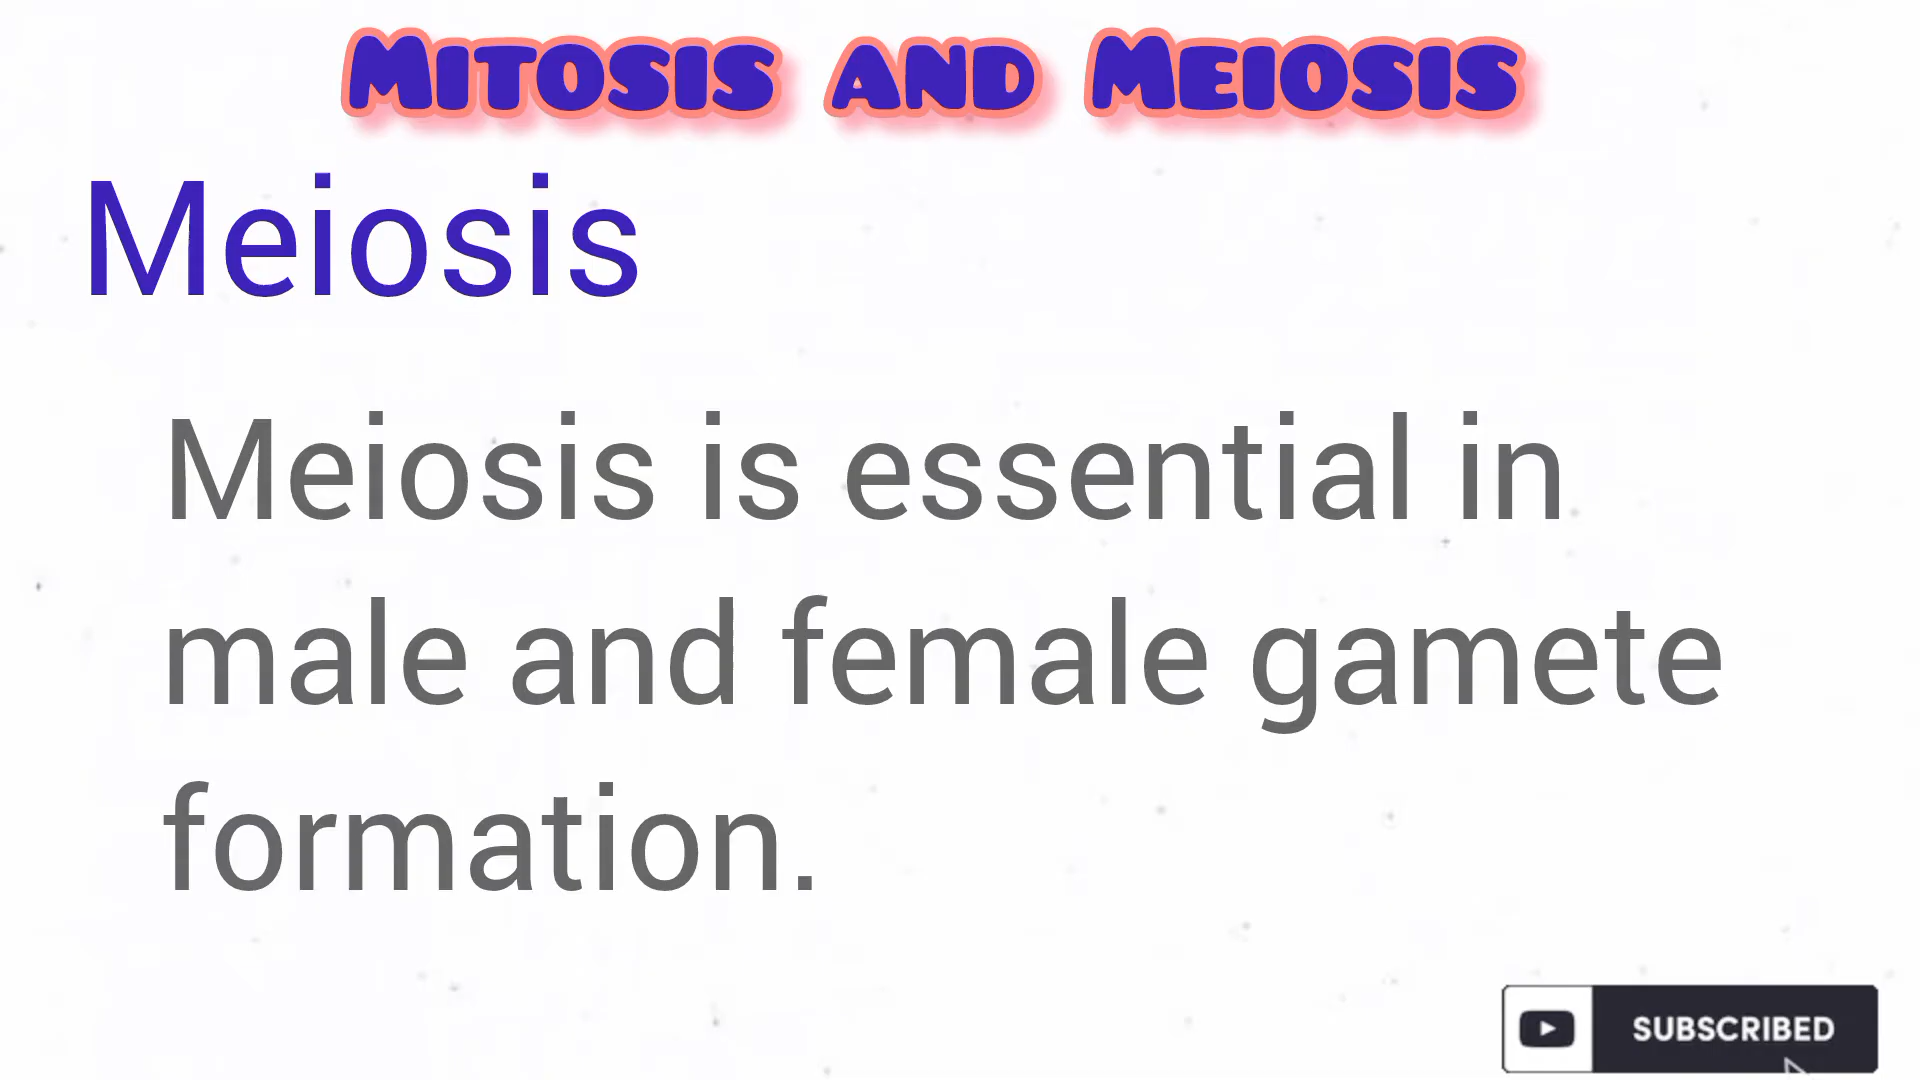 Mitosis and Meiosis
Meiosis
Meiosis is essential in
male and female gamete
formation.
SUBSCRIBED